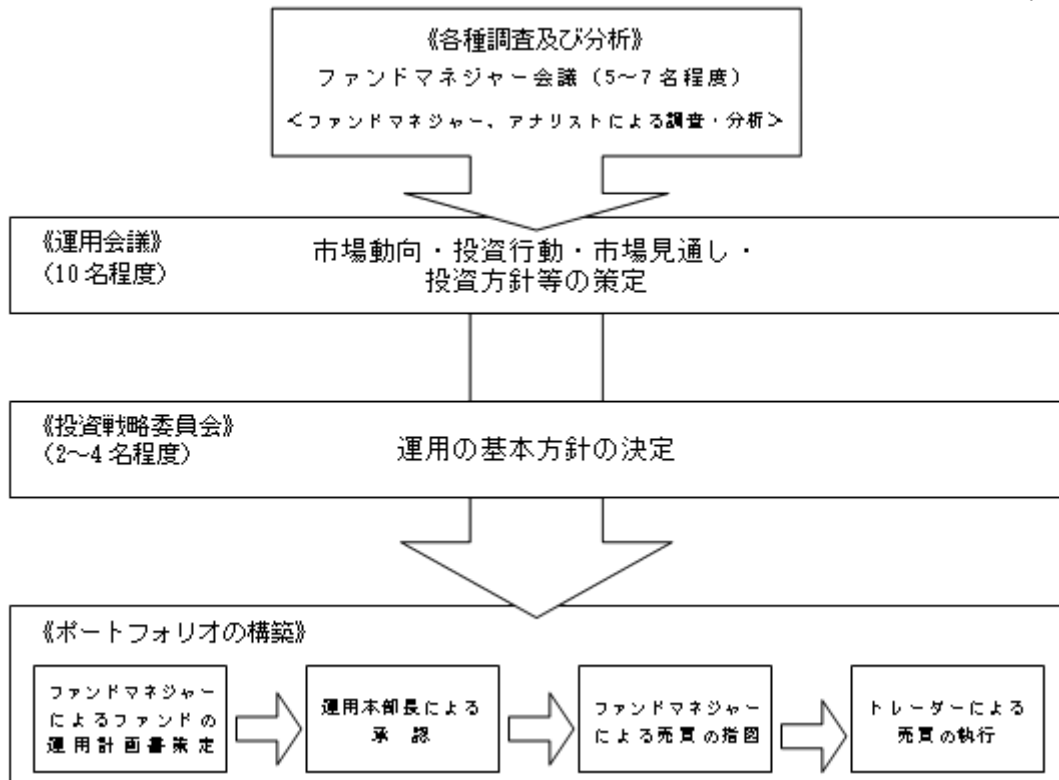 《各種調査及び分析》
ファンドマネジャー会議（5～7名程度）
＜ファンドマネジャー、アナリストによる調査・分析＞
《運用会議》
（10名程度）
市場動向・投資行動・市場見通し・
投資方針等の策定
《投資戦略委員会》
（2～4名程度）
運用の基本方針の決定
《ポートフォリオの構築》
ファンドマネジャー
によるファンドの
運用計画書策定
運用本部長による
承　認
ファンドマネジャー
による売買の指図
トレーダーによる
売買の執行